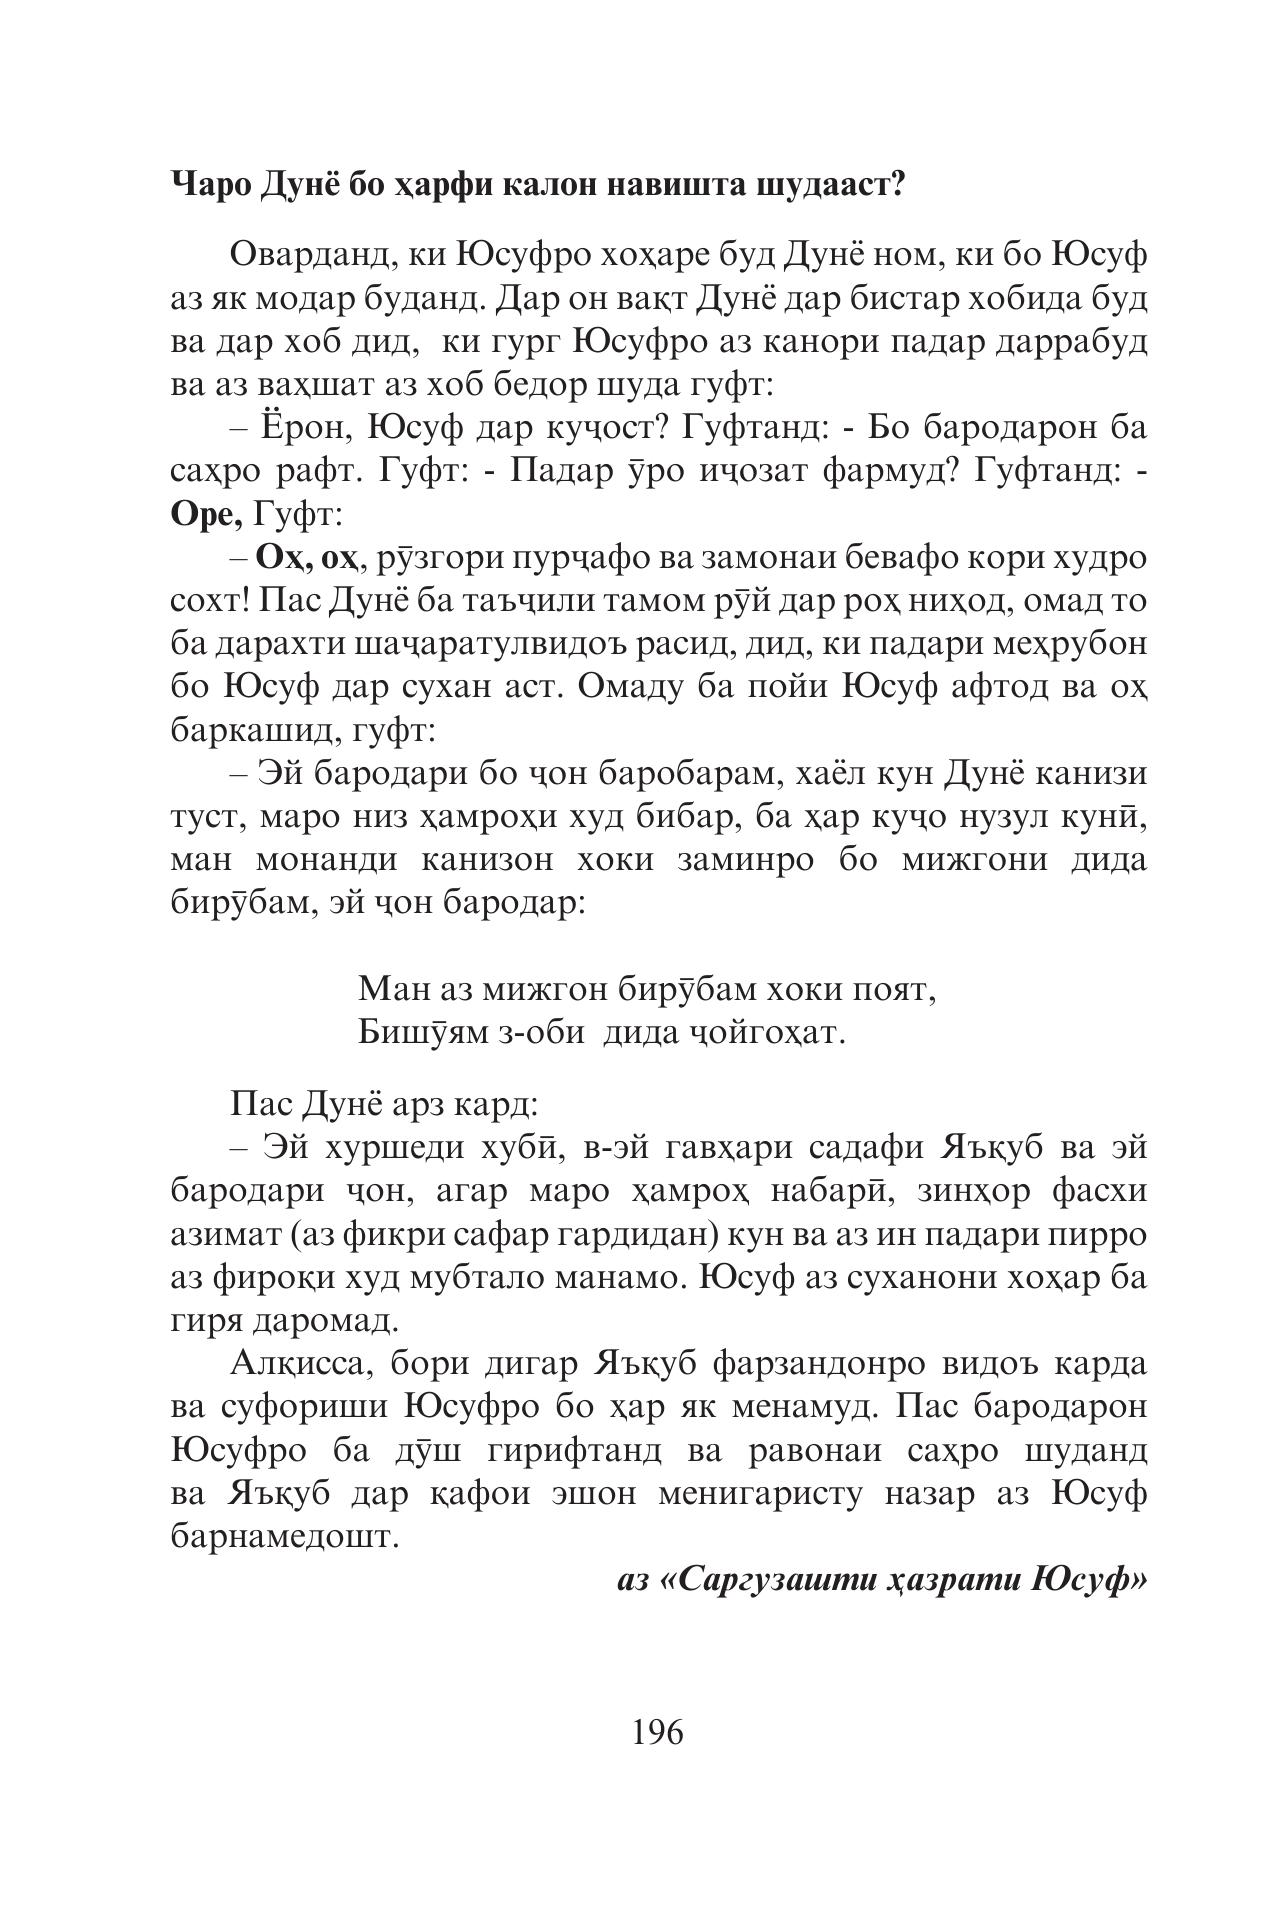 Чаро Дунё бо ҳарфи калон навишта шудааст?
Оварданд, ки Юсуфро хоҳаре буд Дунё ном, ки бо Юсуф
аз як модар буданд. Дар он вақт Дунё дар бистар хобида буд
ва дар хоб дид,  ки гург Юсуфро аз канори падар даррабуд
ва аз ваҳшат аз хоб бедор шуда гуфт:
– Ёрон, Юсуф дар куҷост? Гуфтанд: - Бо бародарон ба
саҳро рафт. Гуфт: - Падар ӯро иҷозат фармуд? Гуфтанд: -
Оре, Гуфт:
– Оҳ, оҳ, рӯзгори пурҷафо ва замонаи бевафо кори худро
сохт! Пас Дунё ба таъҷили тамом рӯй дар роҳ ниҳод, омад то
ба дарахти шаҷаратулвидоъ расид, дид, ки падари меҳрубон
бо Юсуф дар сухан аст. Омаду ба пойи Юсуф афтод ва оҳ
баркашид, гуфт:
– Эй бародари бо ҷон баробарам, хаёл кун Дунё канизи
туст, маро низ ҳамроҳи худ бибар, ба ҳар куҷо нузул кунӣ,
ман монанди канизон хоки заминро бо мижгони дида
бирӯбам, эй ҷон бародар:
Ман аз мижгон бирӯбам хоки поят,
Бишӯям з-оби  дида ҷойгоҳат.
Пас Дунё арз кард:
– Эй хуршеди хубӣ, в-эй гавҳари садафи Яъқуб ва эй
бародари ҷон, агар маро ҳамроҳ набарӣ, зинҳор фасхи
азимат (аз фикри сафар гардидан) кун ва аз ин падари пирро
аз фироқи худ мубтало манамо. Юсуф аз суханони хоҳар ба
гиря даромад.
Алқисса, бори дигар Яъқуб фарзандонро видоъ карда
ва суфориши Юсуфро бо ҳар як менамуд. Пас бародарон
Юсуфро ба дӯш гирифтанд ва равонаи саҳро шуданд
ва Яъқуб дар қафои эшон менигаристу назар аз Юсуф
барнамедошт.
аз «Саргузашти ҳазрати Юсуф»
196